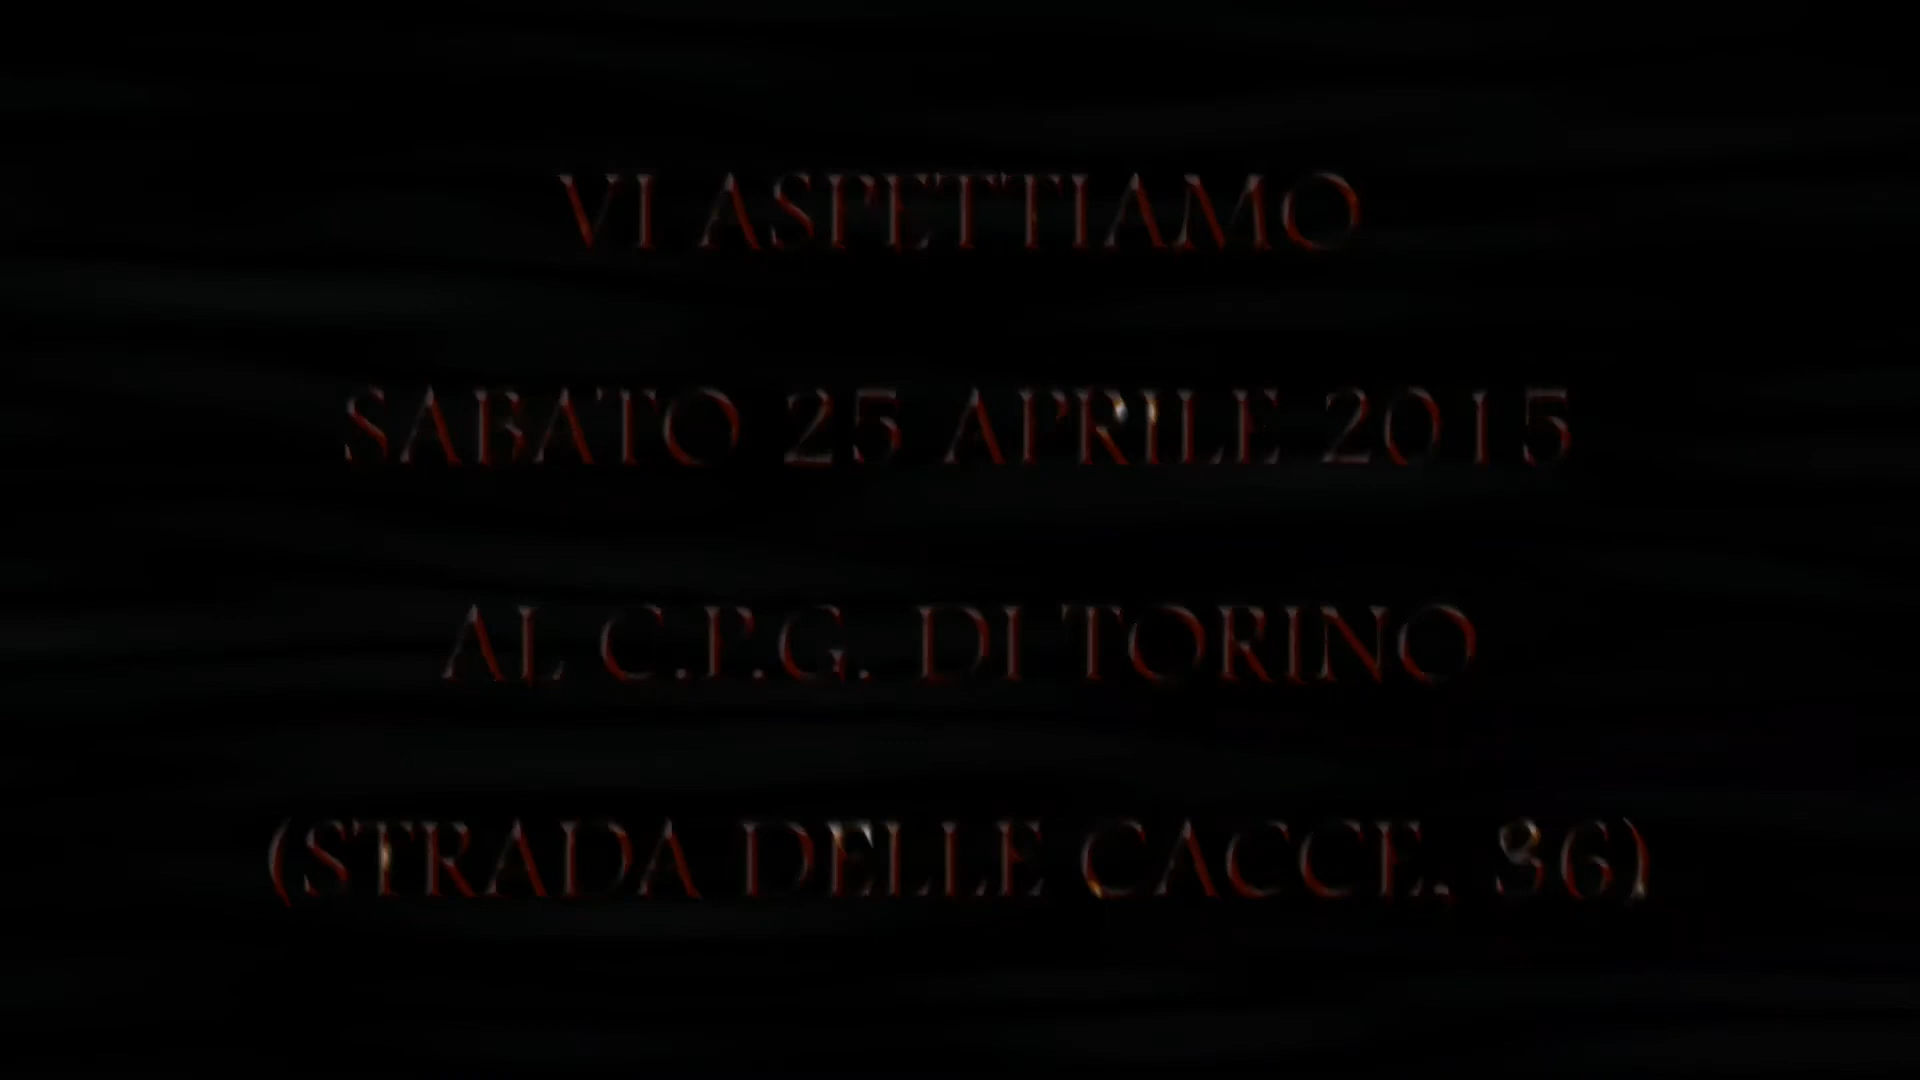 VI ASPETTIAMO
SABATO 25 APRILE 2015
AL C.P.G. DI TORINO
(STRADA DELLE CACCE, 36)